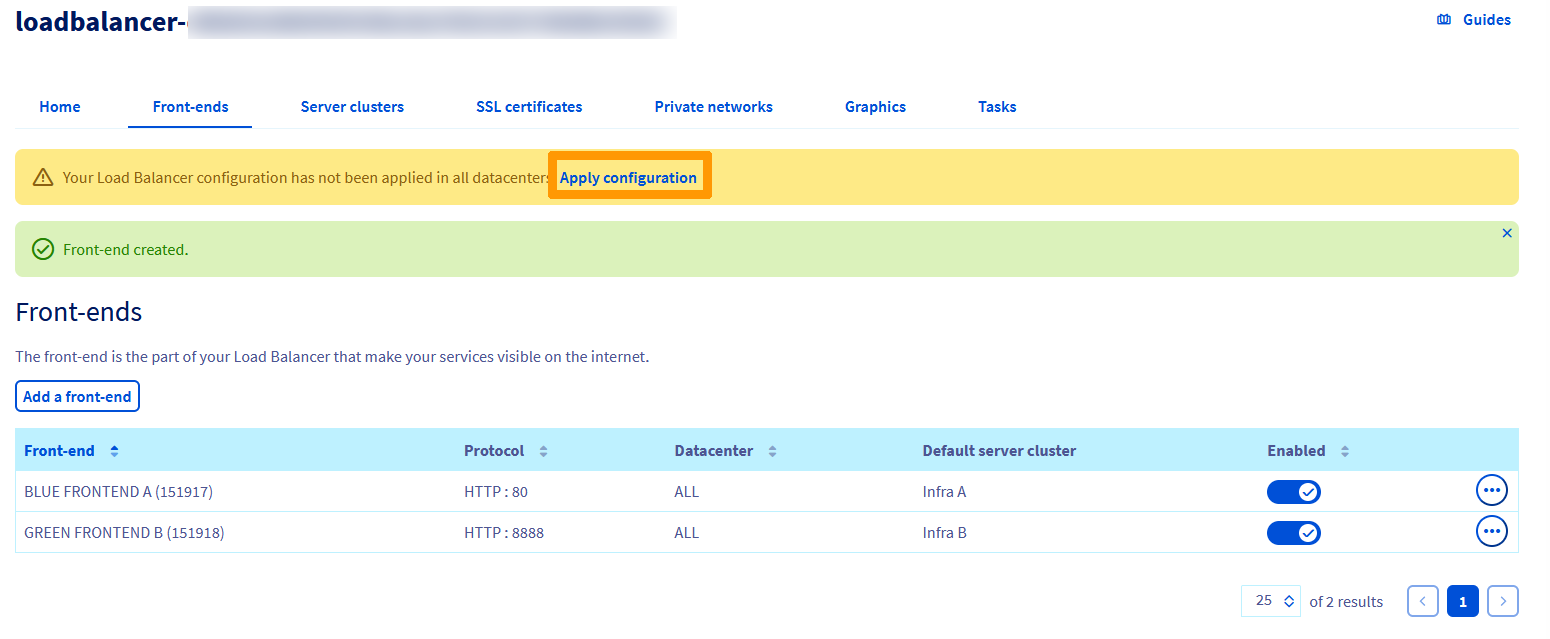 loadbalancer-
Guides
Home Front-ends Server clusters SSL certificates Private networks Graphics Tasks
Your Load Balancer configuration has not been applied in all datacenters Apply configuration
Front-end created.
Front-ends
The front-end is the part of your Load Balancer that make your services visible on the internet.
Add a front-end
Front-end Protocol Datacenter Default server cluster Enabled
BLUE FRONTEND A (151917) HTTP : 80 ALL Infra A
GREEN FRONTEND B (151918) HTTP : 8888 ALL Infra B
25 of 2 results 1